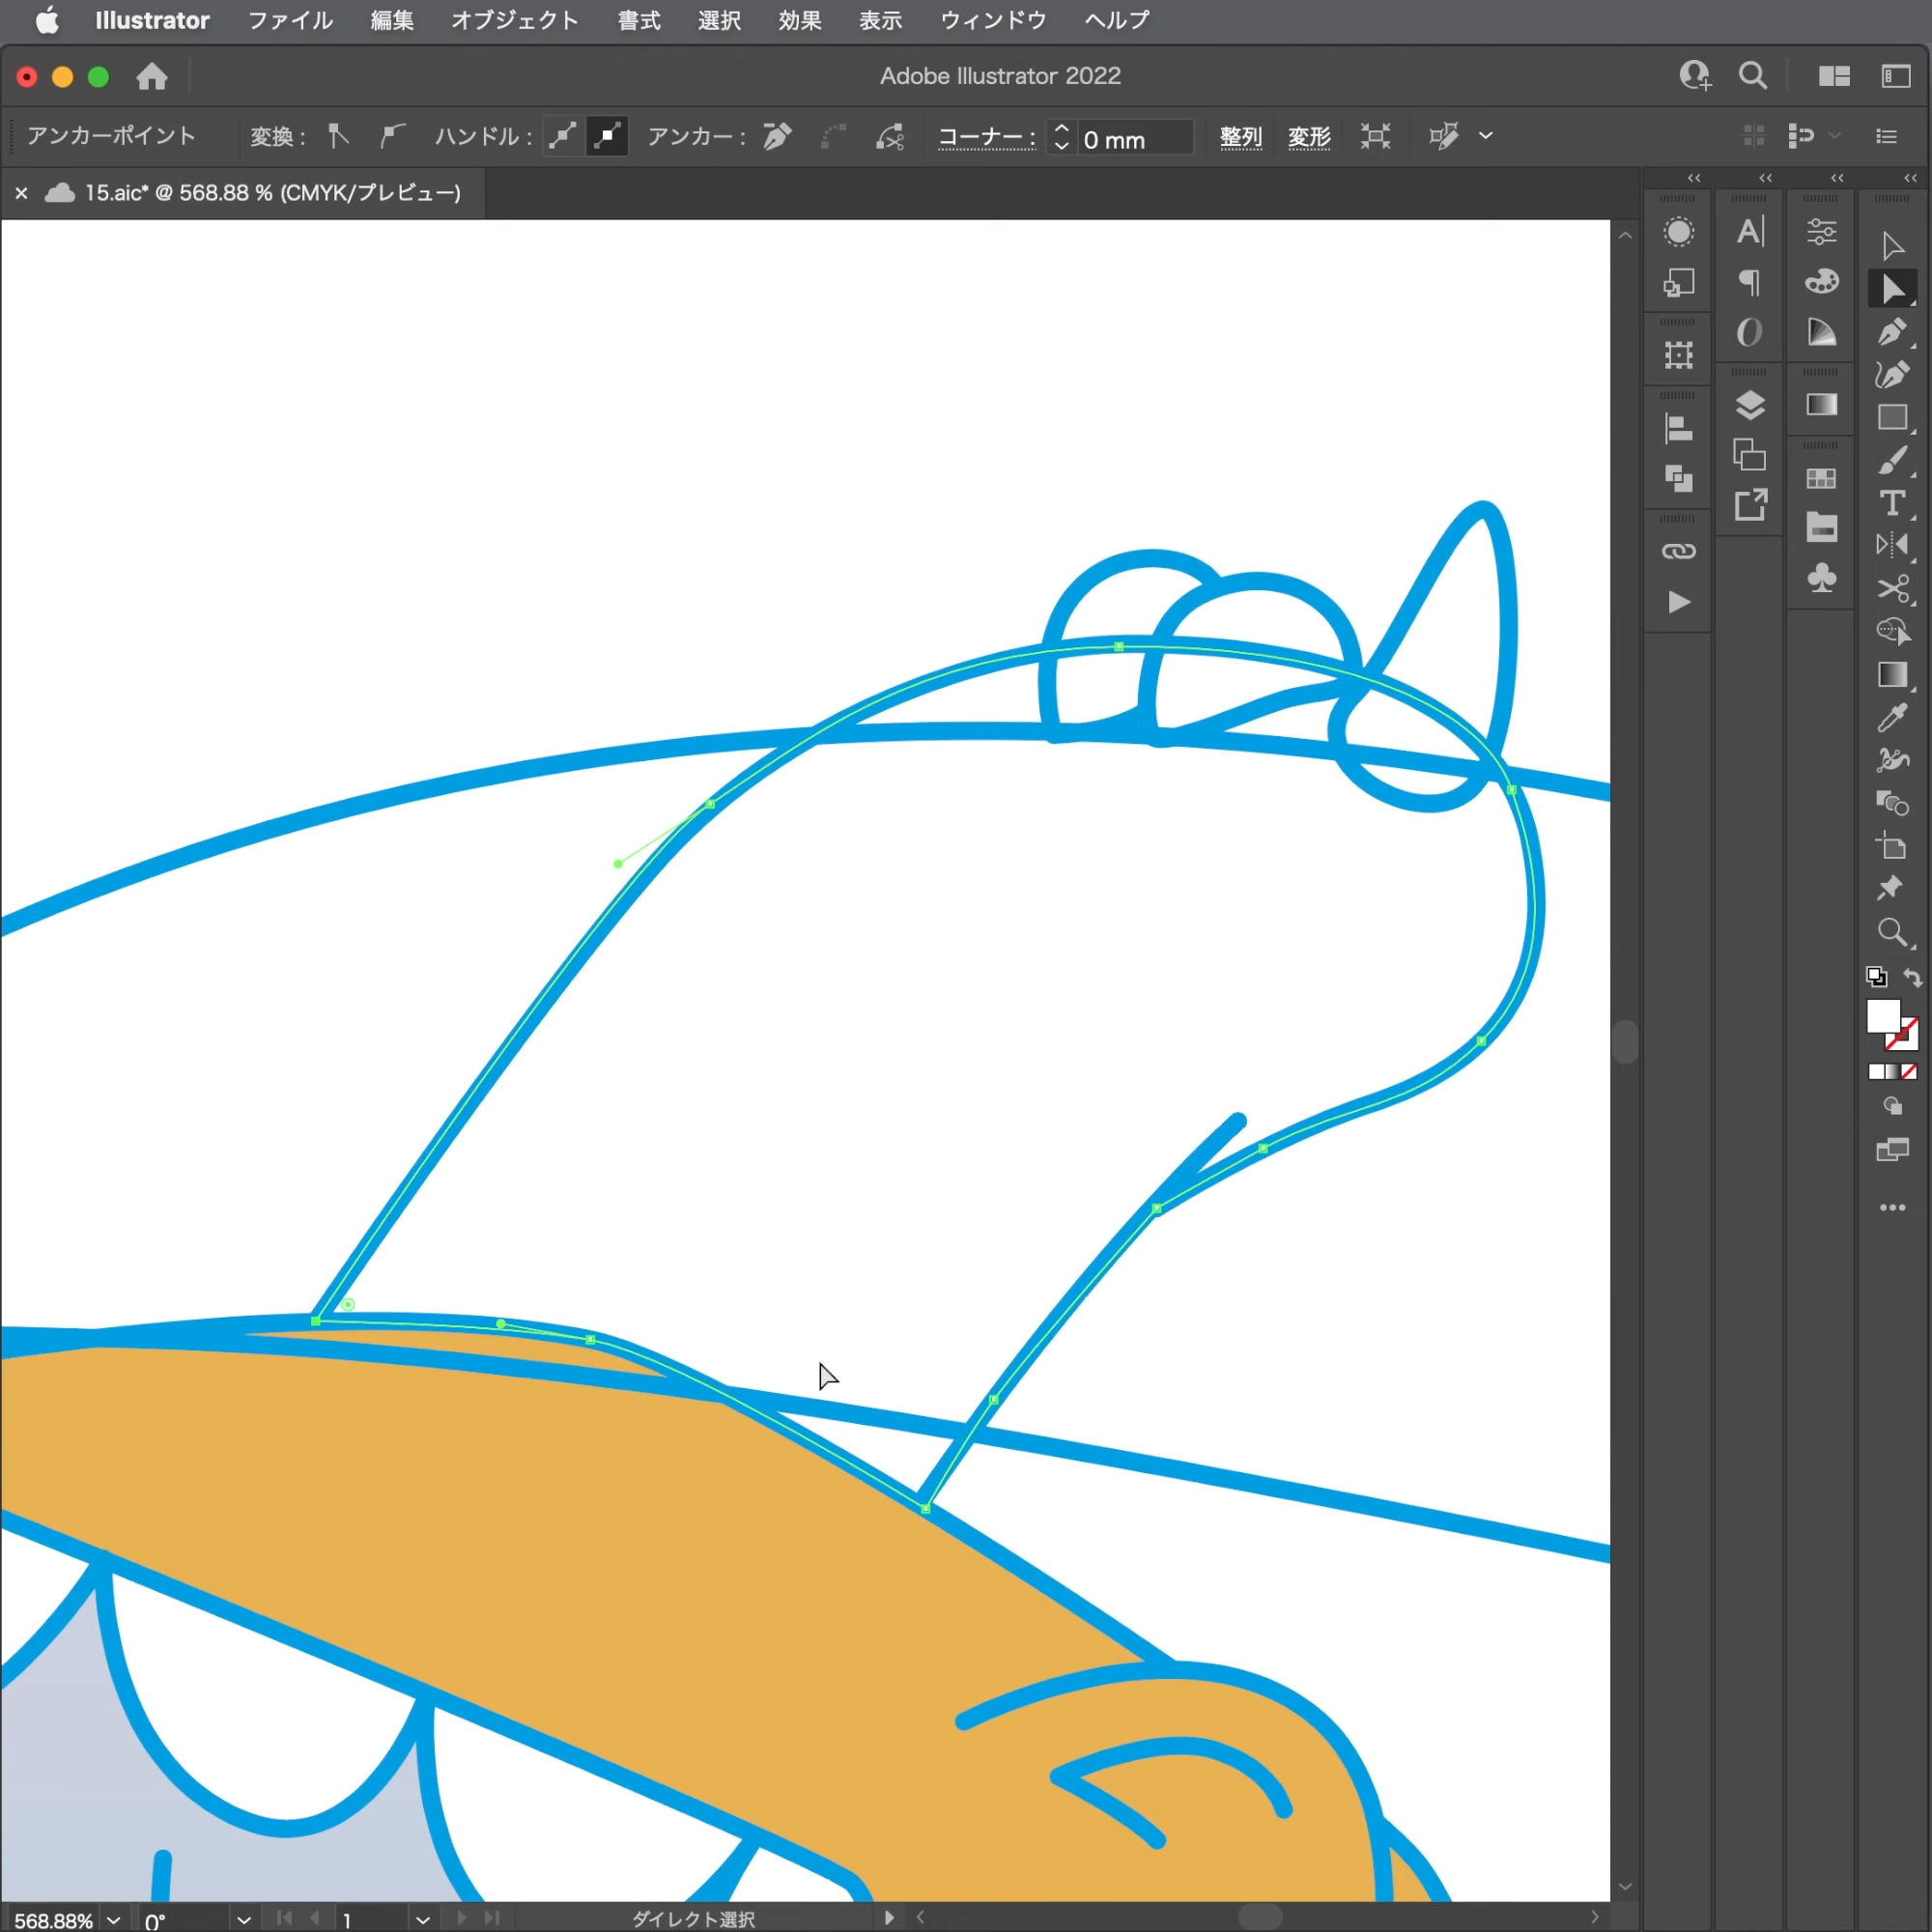 Illustrator ファイル 編集 オブジェクト 書式 選択 効果 表示 ウィンドウ ヘルプ
Adobe Illustrator 2022
アンカーポイント 変換： ハンドル： アンカー： コーナー： 0 mm 整列 変形
15.aic* @ 568.88 % (CMYK/プレビュー)
568.88% 0° 1 ダイレクト選択